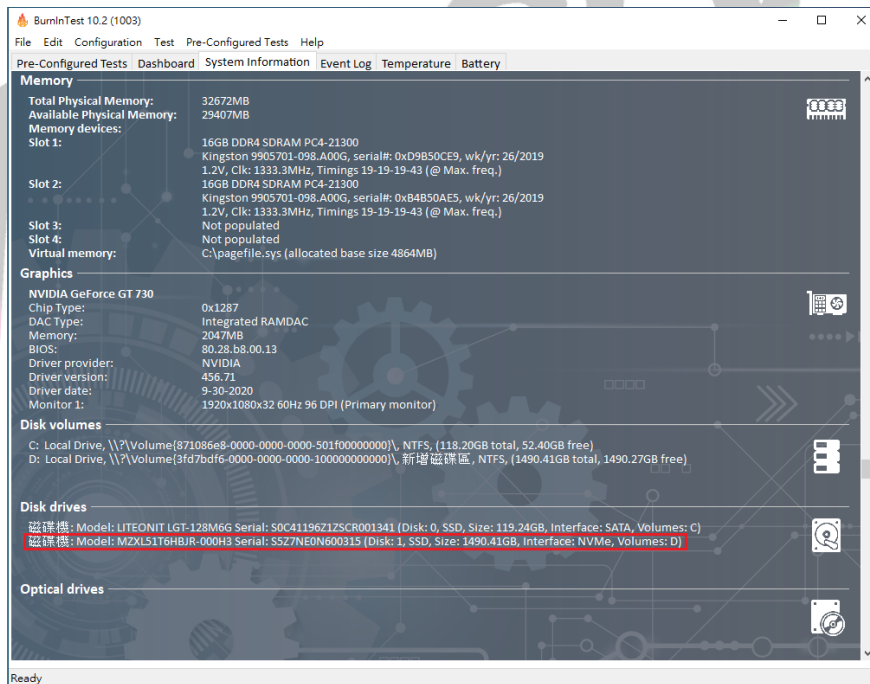 BurnInTest 10.2 (1003)
File Edit Configuration Test Pre-Configured Tests Help
Pre-Configured Tests Dashboard System Information Event Log Temperature Battery
Memory
Total Physical Memory: 32672MB
Available Physical Memory: 29407MB
Memory devices:
Slot 1: 16GB DDR4 SDRAM PC4-21300
Kingston 9905701-098.A00G, serial#: 0xD9B50CE9, wk/yr: 26/2019
1.2V, Clk: 1333.3MHz, Timings 19-19-19-43 (@ Max. freq.)
Slot 2: 16GB DDR4 SDRAM PC4-21300
Kingston 9905701-098.A00G, serial#: 0xB4B50AE5, wk/yr: 26/2019
1.2V, Clk: 1333.3MHz, Timings 19-19-19-43 (@ Max. freq.)
Slot 3: Not populated
Slot 4: Not populated
Virtual memory: C:\pagefile.sys (allocated base size 4864MB)
Graphics
NVIDIA GeForce GT 730
Chip Type: 0x1287
DAC Type: Integrated RAMDAC
Memory: 2047MB
BIOS: 80.28.b8.00.13
Driver provider: NVIDIA
Driver version: 456.71
Driver date: 9-30-2020
Monitor 1: 1920x1080x32 60Hz 96 DPI (Primary monitor)
Disk volumes
C: Local Drive, \\?\Volume{871086e8-0000-0000-0000-501f00000000}\, NTFS, (118.20GB total, 52.40GB free)
D: Local Drive, \\?\Volume{3fd7bdf6-0000-0000-0000-100000000000}\, 新增磁碟區, NTFS, (1490.41GB total, 1490.27GB free)
Disk drives
磁碟機: Model: LITEONIT LGT-128M6G Serial: S0C41196Z1ZSCR001341 (Disk: 0, SSD, Size: 119.24GB, Interface: SATA, Volumes: C)
磁碟機: Model: MZXL51T6HBJR-000H3 Serial: S5Z7NE0N600315 (Disk: 1, SSD, Size: 1490.41GB, Interface: NVMe, Volumes: D)
Optical drives
Ready